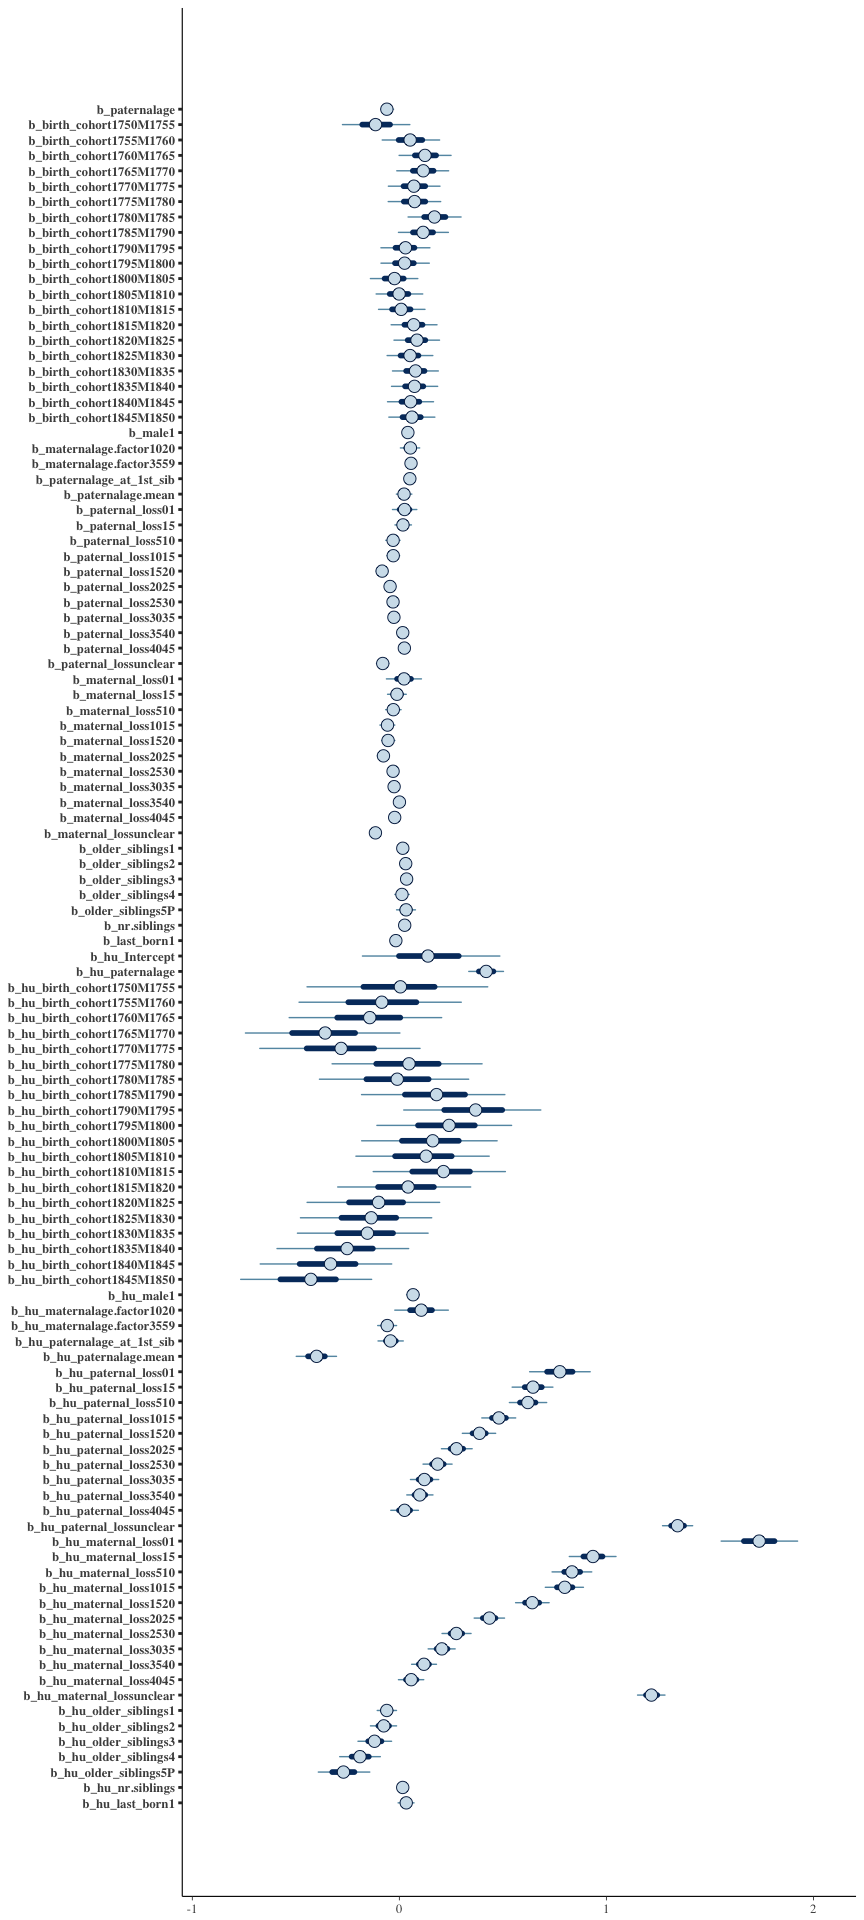 b_paternalage
b_birth_cohort1750M1755
b_birth_cohort1755M1760
b_birth_cohort1760M1765
b_birth_cohort1765M1770
b_birth_cohort1770M1775
b_birth_cohort1775M1780
b_birth_cohort1780M1785
b_birth_cohort1785M1790
b_birth_cohort1790M1795
b_birth_cohort1795M1800
b_birth_cohort1800M1805
b_birth_cohort1805M1810
b_birth_cohort1810M1815
b_birth_cohort1815M1820
b_birth_cohort1820M1825
b_birth_cohort1825M1830
b_birth_cohort1830M1835
b_birth_cohort1835M1840
b_birth_cohort1840M1845
b_birth_cohort1845M1850
b_male1
b_maternalage.factor1020
b_maternalage.factor3559
b_paternalage_at_1st_sib
b_paternalage.mean
b_paternal_loss01
b_paternal_loss15
b_paternal_loss510
b_paternal_loss1015
b_paternal_loss1520
b_paternal_loss2025
b_paternal_loss2530
b_paternal_loss3035
b_paternal_loss3540
b_paternal_loss4045
b_paternal_lossunclear
b_maternal_loss01
b_maternal_loss15
b_maternal_loss510
b_maternal_loss1015
b_maternal_loss1520
b_maternal_loss2025
b_maternal_loss2530
b_maternal_loss3035
b_maternal_loss3540
b_maternal_loss4045
b_maternal_lossunclear
b_older_siblings1
b_older_siblings2
b_older_siblings3
b_older_siblings4
b_older_siblings5P
b_nr.siblings
b_last_born1
b_hu_Intercept
b_hu_paternalage
b_hu_birth_cohort1750M1755
b_hu_birth_cohort1755M1760
b_hu_birth_cohort1760M1765
b_hu_birth_cohort1765M1770
b_hu_birth_cohort1770M1775
b_hu_birth_cohort1775M1780
b_hu_birth_cohort1780M1785
b_hu_birth_cohort1785M1790
b_hu_birth_cohort1790M1795
b_hu_birth_cohort1795M1800
b_hu_birth_cohort1800M1805
b_hu_birth_cohort1805M1810
b_hu_birth_cohort1810M1815
b_hu_birth_cohort1815M1820
b_hu_birth_cohort1820M1825
b_hu_birth_cohort1825M1830
b_hu_birth_cohort1830M1835
b_hu_birth_cohort1835M1840
b_hu_birth_cohort1840M1845
b_hu_birth_cohort1845M1850
b_hu_male1
b_hu_maternalage.factor1020
b_hu_maternalage.factor3559
b_hu_paternalage_at_1st_sib
b_hu_paternalage.mean
b_hu_paternal_loss01
b_hu_paternal_loss15
b_hu_paternal_loss510
b_hu_paternal_loss1015
b_hu_paternal_loss1520
b_hu_paternal_loss2025
b_hu_paternal_loss2530
b_hu_paternal_loss3035
b_hu_paternal_loss3540
b_hu_paternal_loss4045
b_hu_paternal_lossunclear
b_hu_maternal_loss01
b_hu_maternal_loss15
b_hu_maternal_loss510
b_hu_maternal_loss1015
b_hu_maternal_loss1520
b_hu_maternal_loss2025
b_hu_maternal_loss2530
b_hu_maternal_loss3035
b_hu_maternal_loss3540
b_hu_maternal_loss4045
b_hu_maternal_lossunclear
b_hu_older_siblings1
b_hu_older_siblings2
b_hu_older_siblings3
b_hu_older_siblings4
b_hu_older_siblings5P
b_hu_nr.siblings
b_hu_last_born1
-1 0 1 2